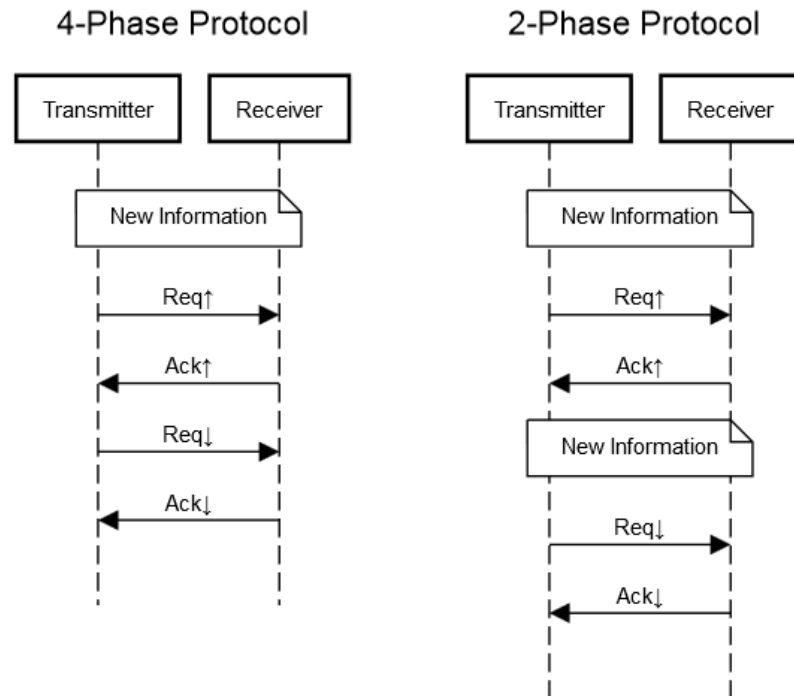 4-Phase Protocol
Transmitter
Receiver
New Information
Req↑
Ack↑
Req↓
Ack↓
2-Phase Protocol
Transmitter
Receiver
New Information
Req↑
Ack↑
New Information
Req↓
Ack↓